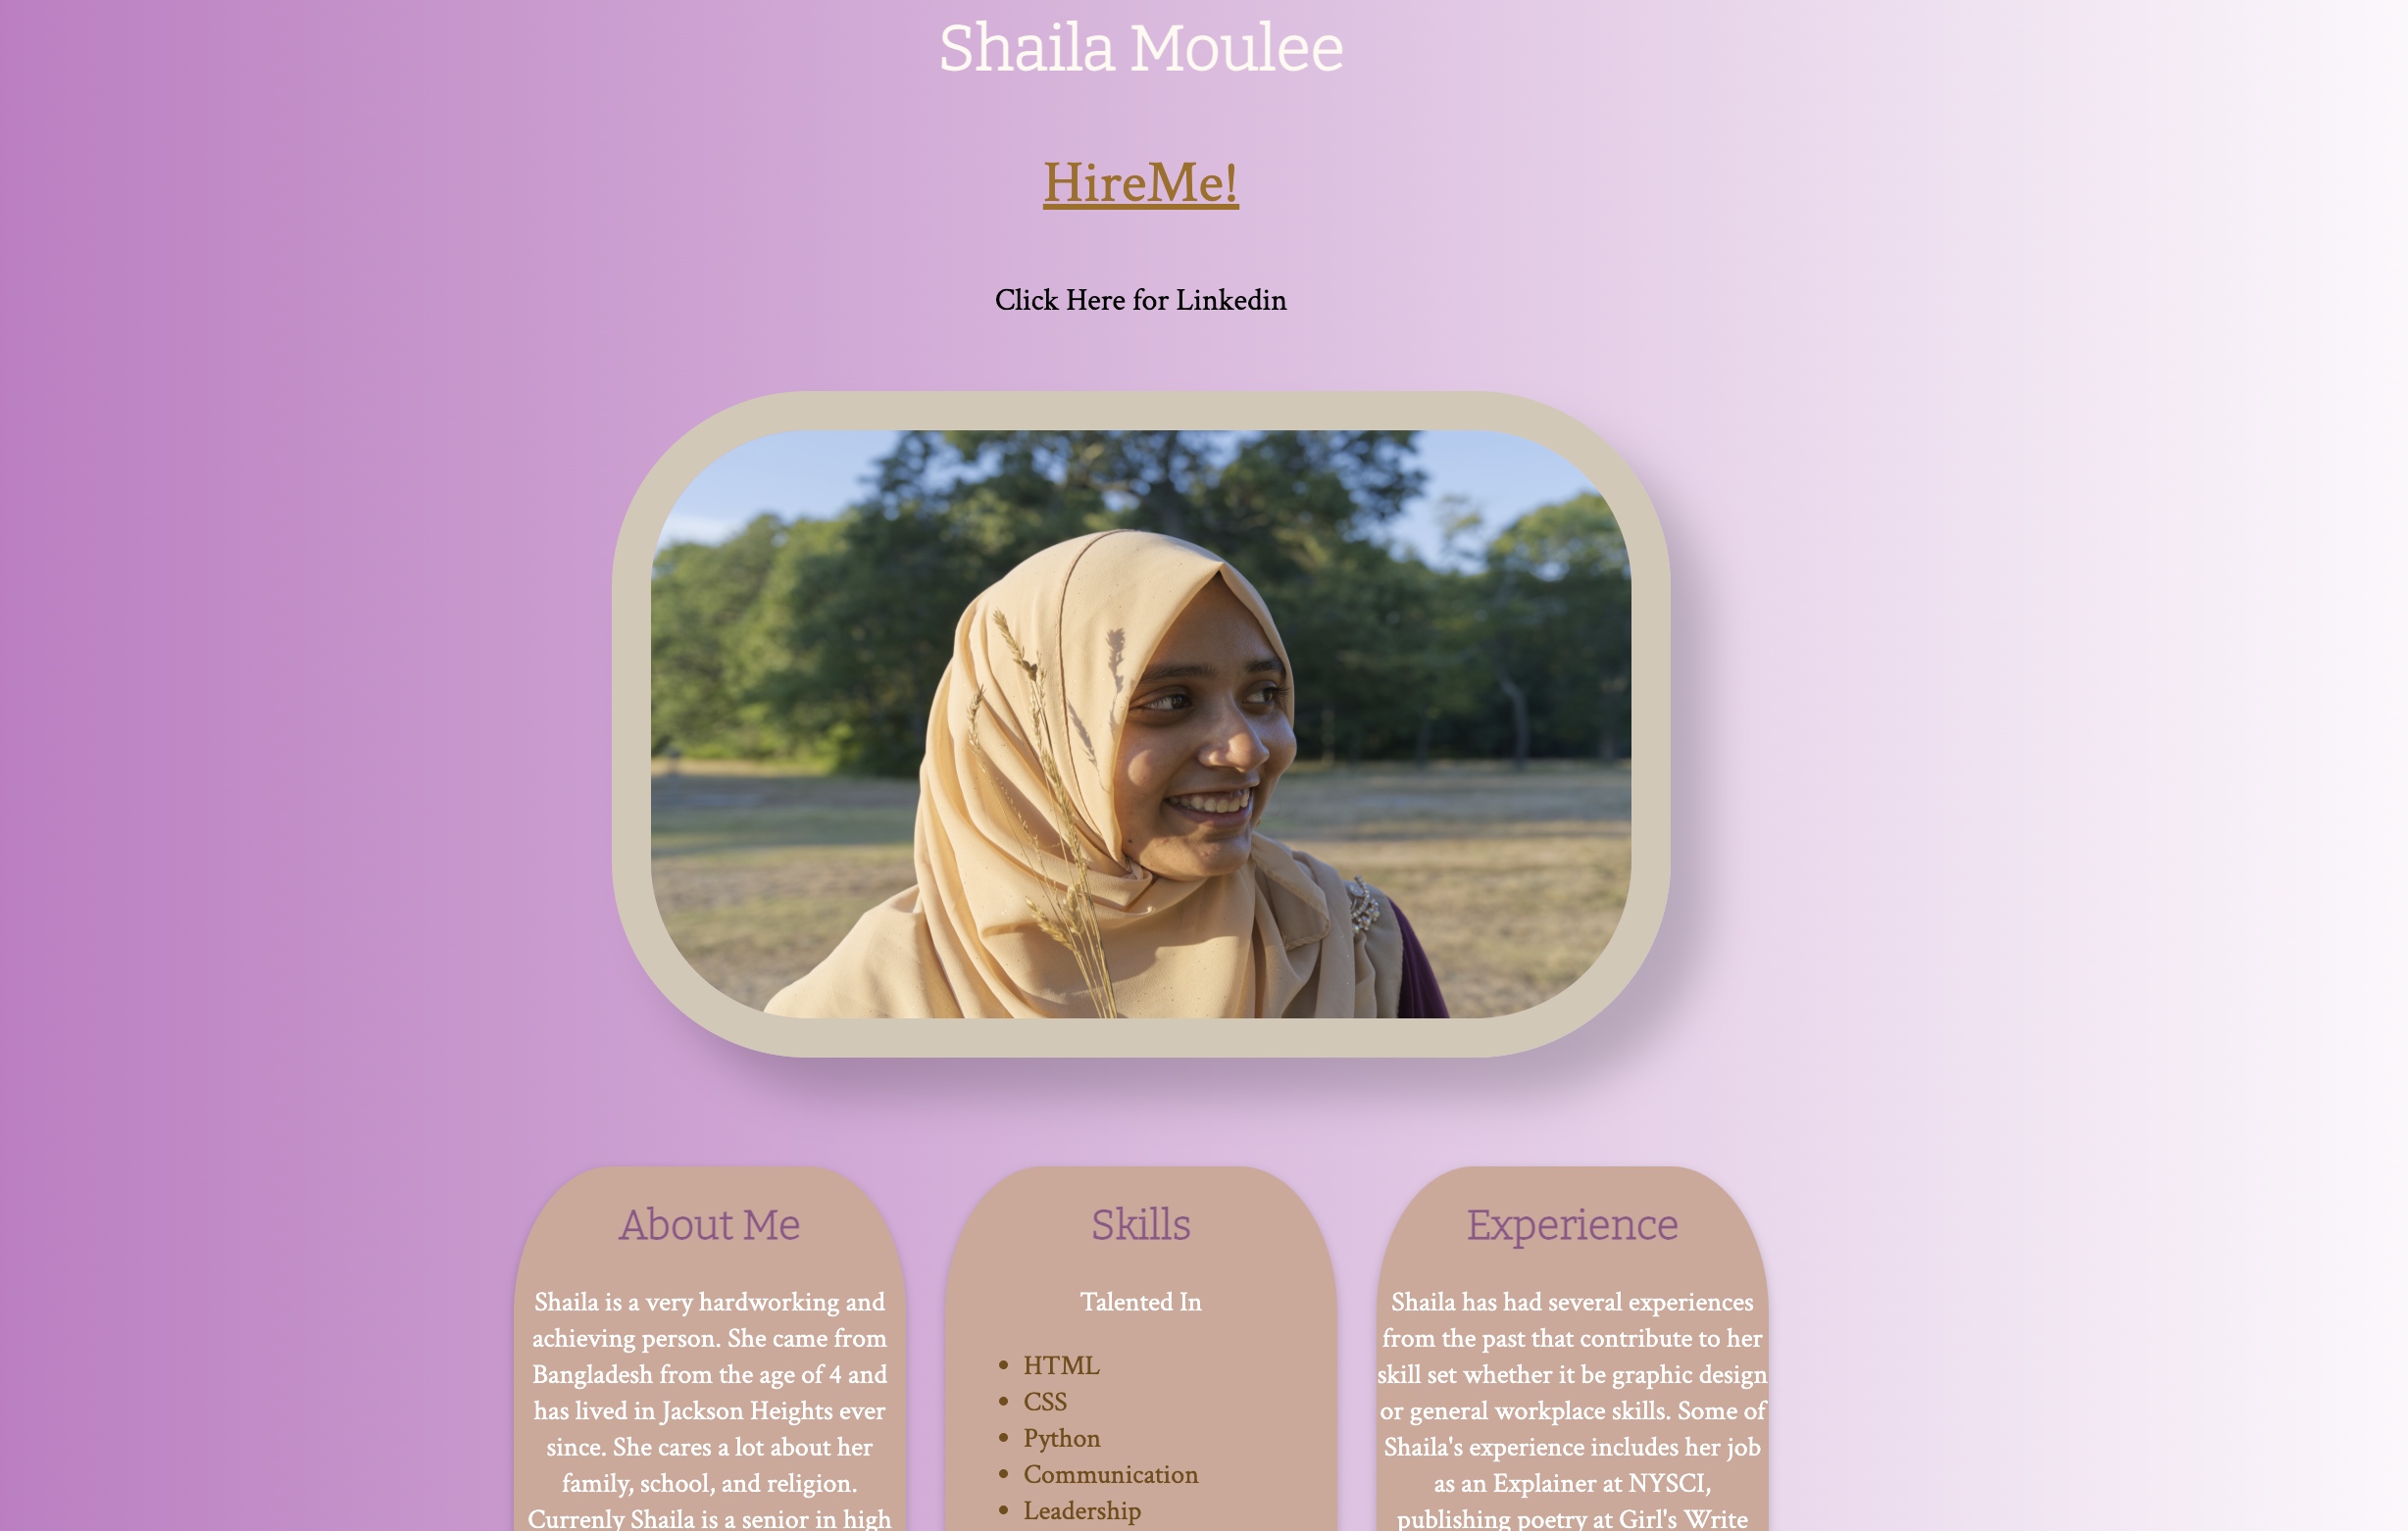 Shaila Moulee
HireMe!
Click Here for Linkedin
About Me
Shaila is a very hardworking and
achieving person. She came from
Bangladesh from the age of 4 and
has lived in Jackson Heights ever
since. She cares a lot about her
family, school, and religion.
Currenly Shaila is a senior in high
Skills
Talented In
HTML
CSS
Python
Communication
Leadership
Experience
Shaila has had several experiences
from the past that contribute to her
skill set whether it be graphic design
or general workplace skills. Some of
Shaila's experience includes her job
as an Explainer at NYSCI,
publishing poetry at Girl's Write